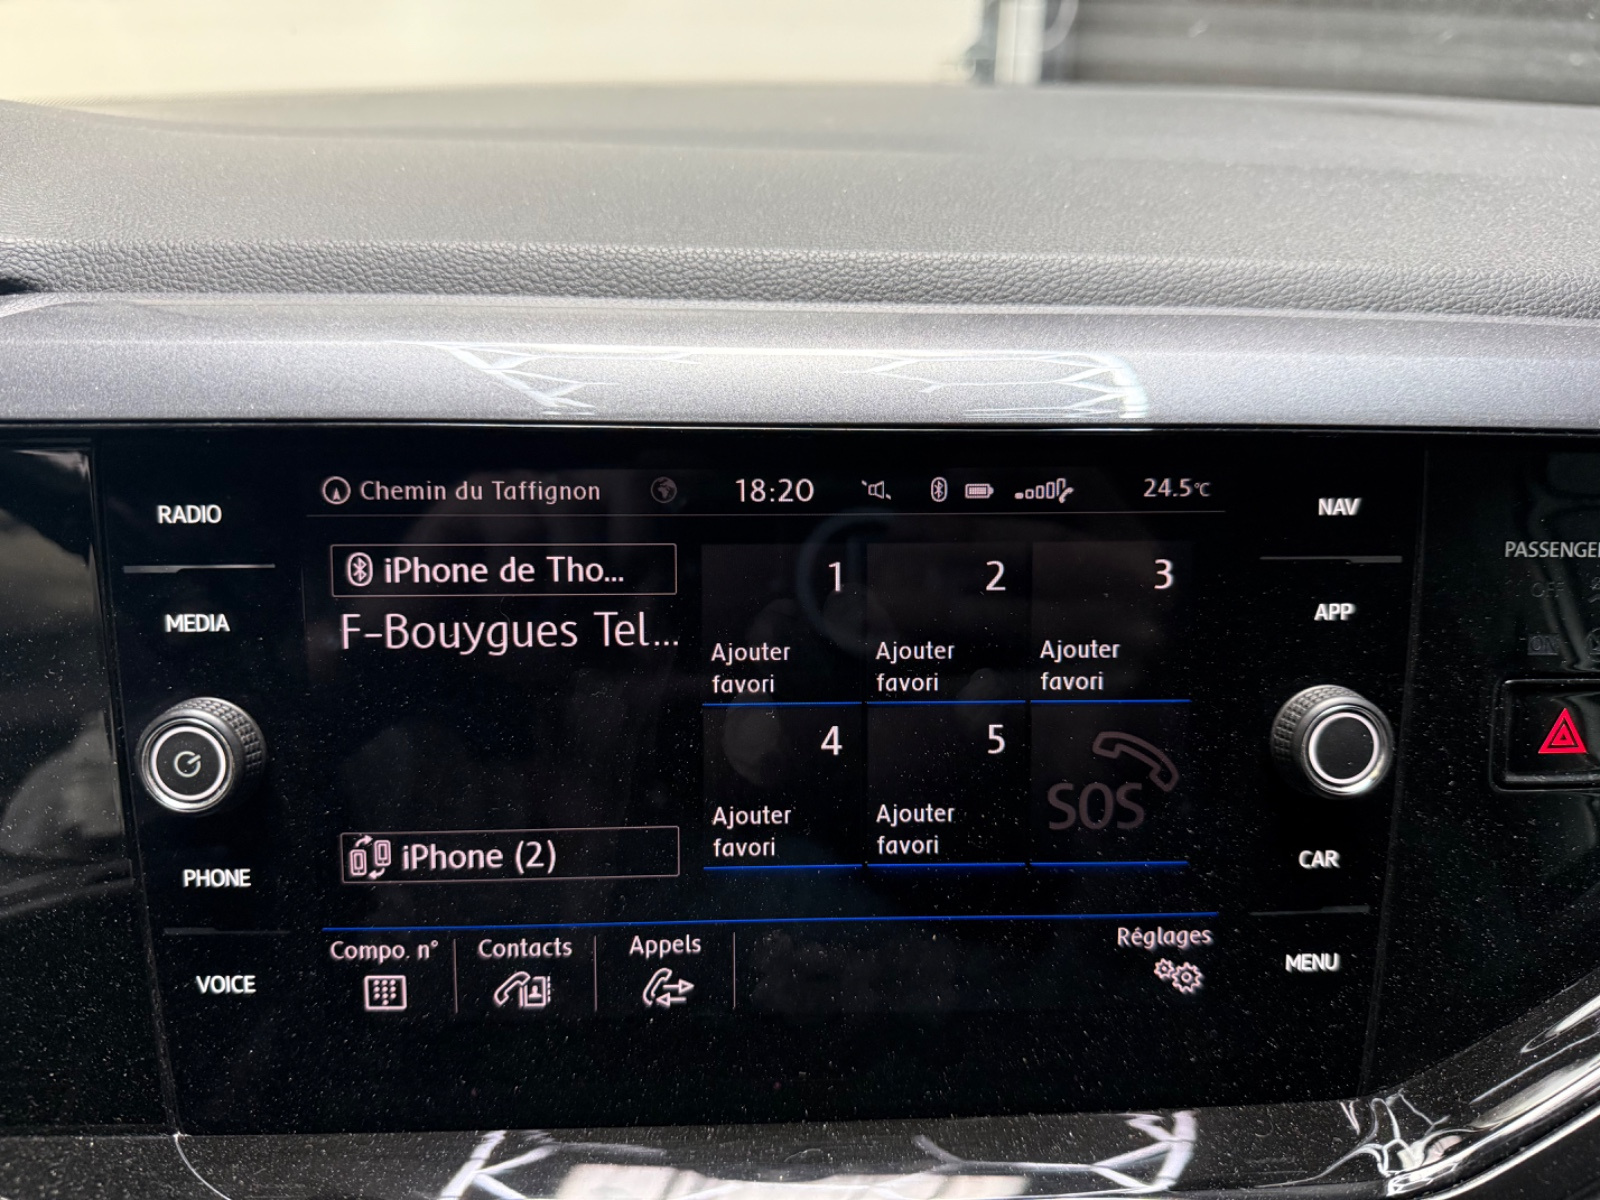 Chemin du Taffignon 18:20 24.5°C
RADIO
MEDIA
PHONE
VOICE
iPhone de Tho...
F-Bouygues Tel...
iPhone (2)
1
Ajouter
favori
2
Ajouter
favori
3
Ajouter
favori
4
Ajouter
favori
5
Ajouter
favori
SOS
Compo. n°
Contacts
Appels
Réglages
NAV
APP
CAR
MENU
OFF
ON